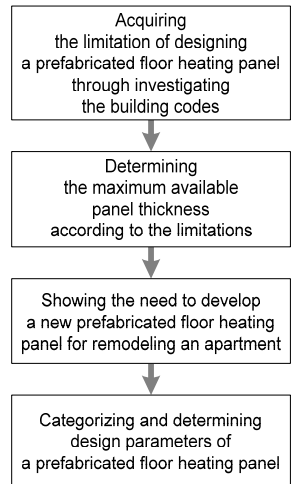 Acquiring
the limitation of designing
a prefabricated floor heating panel
through investigating
the building codes
Determining
the maximum available
panel thickness
according to the limitations
Showing the need to develop
a new prefabricated floor heating
panel for remodeling an apartment
Categorizing and determining
design parameters of
a prefabricated floor heating panel